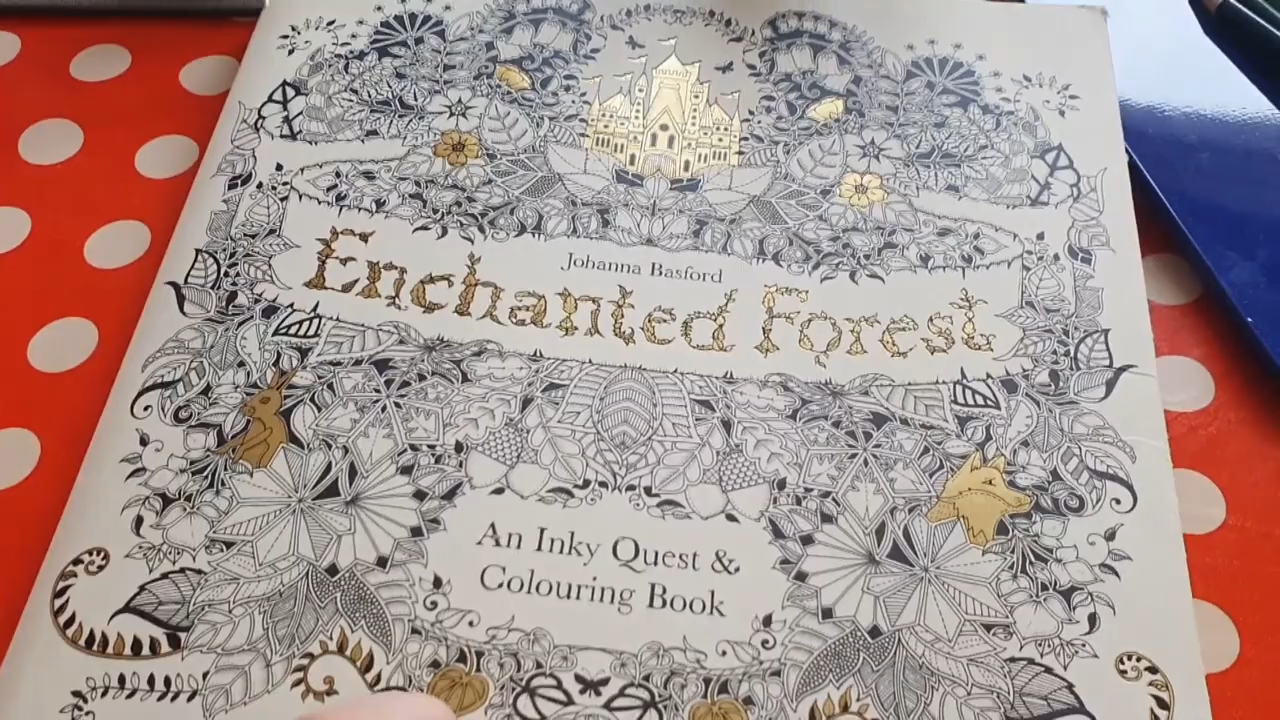 Johanna Basford
Enchanted Forest
An Inky Quest &
Colouring Book